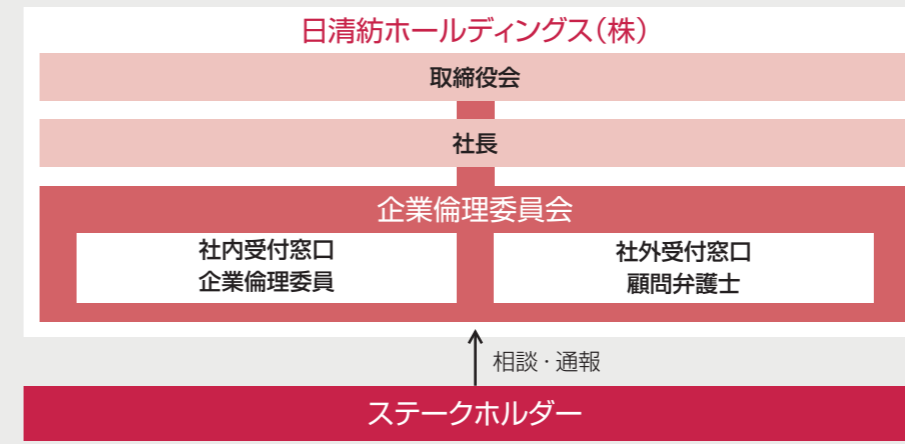 日清紡ホールディングス(株)
取締役会
社長
企業倫理委員会
社内受付窓口
企業倫理委員
社外受付窓口
顧問弁護士
相談・通報
ステークホルダー